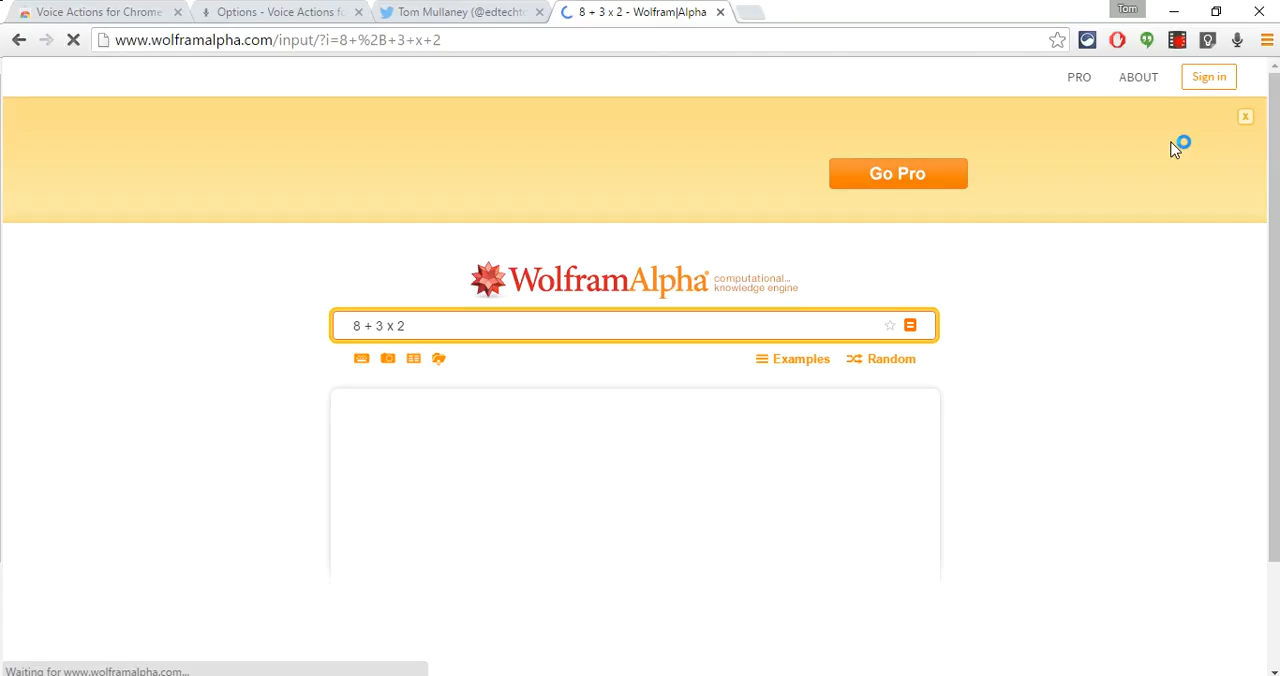 Voice Actions for Chrome
Options - Voice Actions fo
Tom Mullaney (@edtecht
8 + 3 x 2 - Wolfram|Alpha
Tom
www.wolframalpha.com/input/?i=8+%2B+3+x+2
PRO
ABOUT
Sign in
x
Go Pro
WolframAlpha computational...
knowledge engine
8 + 3 x 2
Examples
Random
Waiting for www.wolframalpha.com...